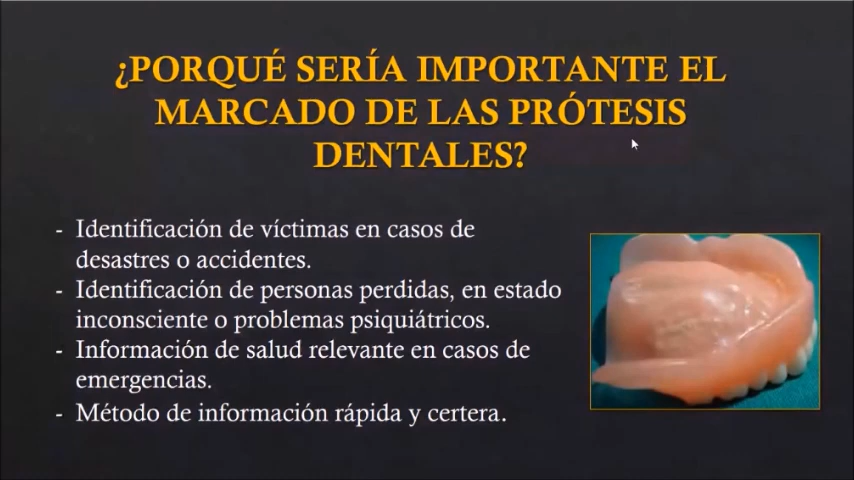 ¿PORQUÉ SERÍA IMPORTANTE EL
MARCADO DE LAS PRÓTESIS
DENTALES?
- Identificación de víctimas en casos de
desastres o accidentes.
- Identificación de personas perdidas, en estado
inconsciente o problemas psiquiátricos.
- Información de salud relevante en casos de
emergencias.
- Método de información rápida y certera.